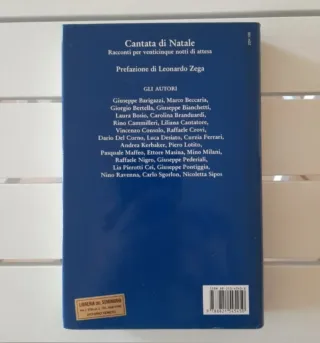 Cantata di Natale
Racconti per venticinque notti di attesa
Prefazione di Leonardo Zega
GLI AUTORI
Giuseppe Barigazzi, Marco Beccaria,
Giorgio Bertella, Giuseppe Bianchetti,
Laura Bosio, Carolina Branduardi,
Rino Cammilleri, Liliana Cantatore,
Vincenzo Consolo, Raffaele Crovi,
Dario Del Corno, Luca Desiato, Curzia Ferrari,
Andrea Kerbaker, Piero Lotito,
Pasquale Maffeo, Ettore Masina, Mino Milani,
Raffaele Nigro, Giuseppe Pederiali,
Lia Pierotti Cei, Giuseppe Pontiggia,
Nino Ravenna, Carlo Sgorlon, Nicoletta Sipos